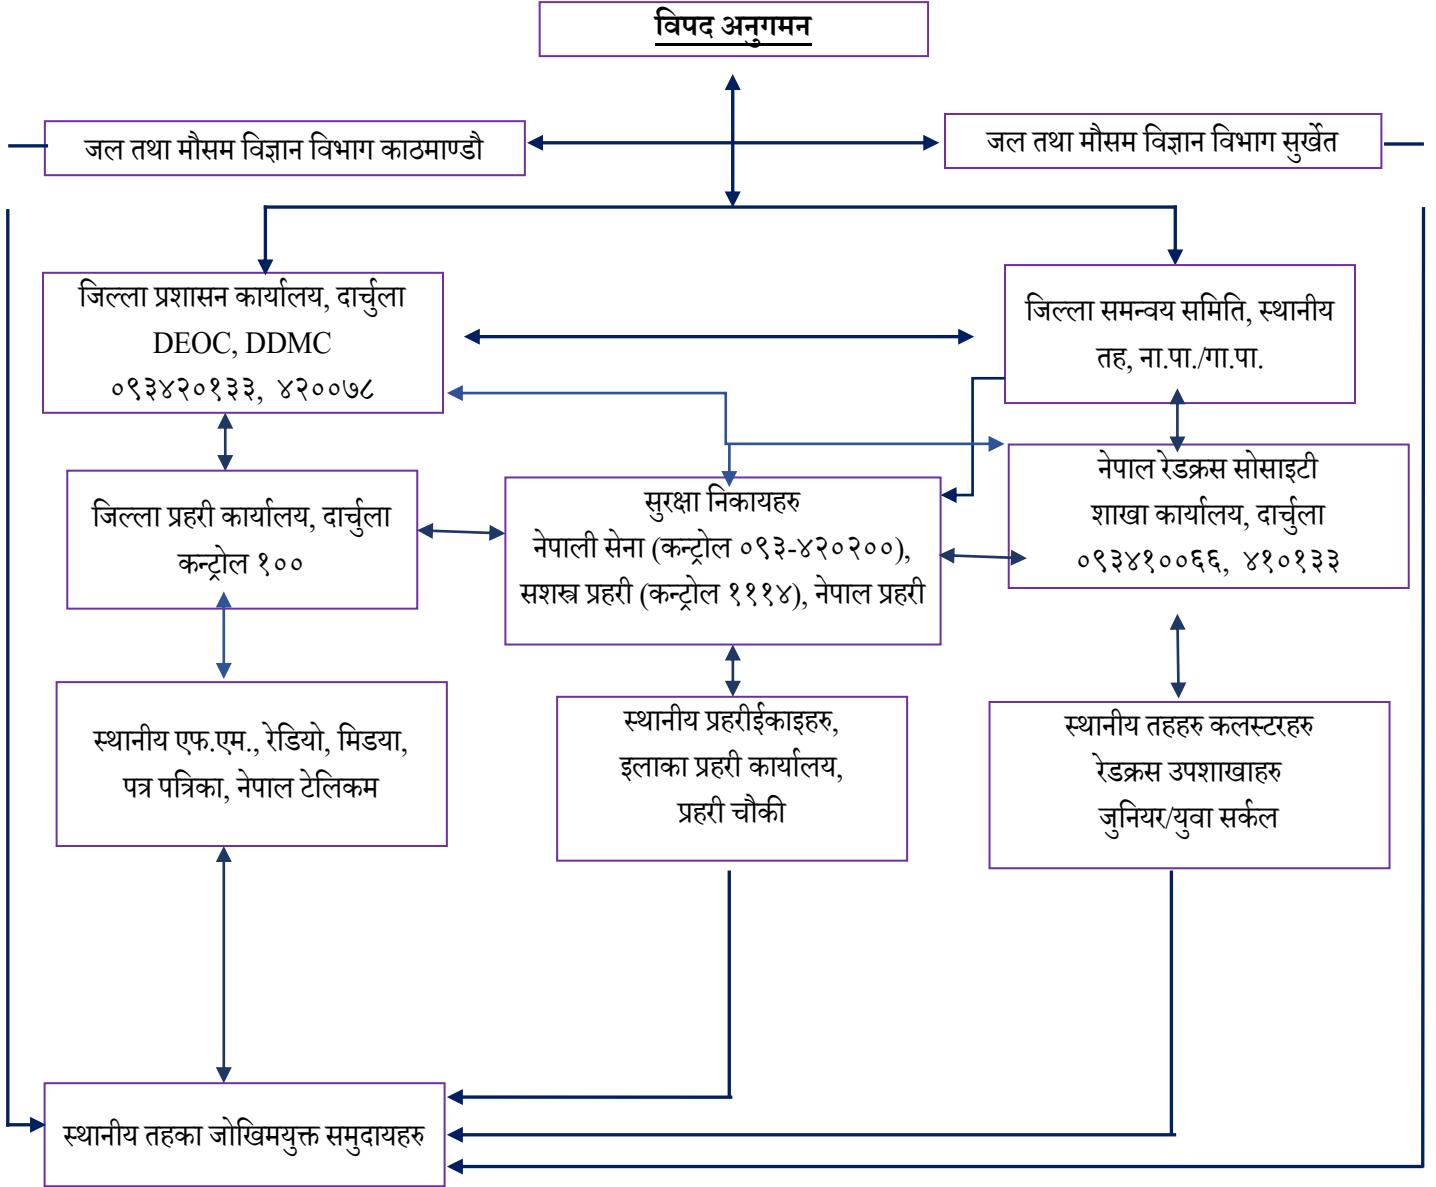 विपद अनुगमन
जल तथा मौसम विज्ञान विभाग काठमाण्डौ
जल तथा मौसम विज्ञान विभाग सुर्खेत
जिल्ला प्रशासन कार्यालय, दार्चुला
DEOC, DDMC
०९३४२०१३३, ४२००७८
जिल्ला समन्वय समिति, स्थानीय
तह, ना.पा./गा.पा.
जिल्ला प्रहरी कार्यालय, दार्चुला
कन्ट्रोल १००
सुरक्षा निकायहरु
नेपाली सेना (कन्ट्रोल ०९३-४२०२००),
सशस्त्र प्रहरी (कन्ट्रोल १११४), नेपाल प्रहरी
नेपाल रेडक्रस सोसाइटी
शाखा कार्यालय, दार्चुला
०९३४१००६६, ४१०१३३
स्थानीय एफ.एम., रेडियो, मिडया,
पत्र पत्रिका, नेपाल टेलिकम
स्थानीय प्रहरीईकाइहरु,
इलाका प्रहरी कार्यालय,
प्रहरी चौकी
स्थानीय तहहरु कलस्टरहरु
रेडक्रस उपशाखाहरु
जुनियर/युवा सर्कल
स्थानीय तहका जोखिमयुक्त समुदायहरु